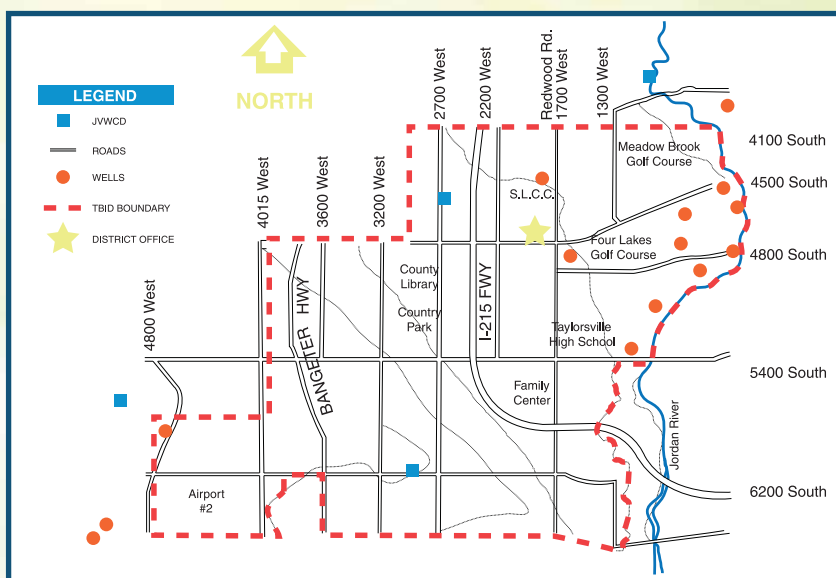 NORTH
LEGEND
JVWCD
ROADS
WELLS
TBID BOUNDARY
DISTRICT OFFICE
4800 West
4015 West
3600 West
3200 West
2700 West
2200 West
Redwood Rd.
1700 West
1300 West
4100 South
4500 South
4800 South
5400 South
6200 South
Meadow Brook
Golf Course
S.L.C.C.
Four Lakes
Golf Course
County
Library
Country
Park
I-215 FWY
BANGETER HWY
Taylorsville
High School
Family
Center
Jordan River
Airport
#2